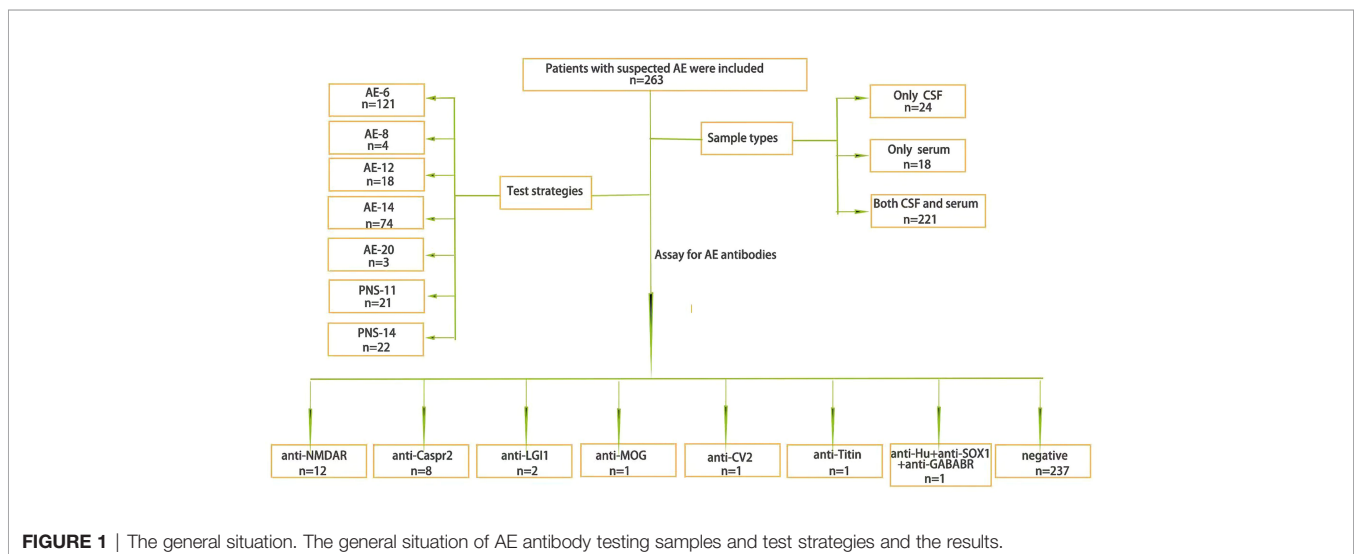 Patients with suspected AE were included
n=263
AE-6
n=121
AE-8
n=4
AE-12
n=18
AE-14
n=74
AE-20
n=3
PNS-11
n=21
PNS-14
n=22
Test strategies
Sample types
Only CSF
n=24
Only serum
n=18
Both CSF and serum
n=221
Assay for AE antibodies
anti-NMDAR
n=12
anti-Caspr2
n=8
anti-LGI1
n=2
anti-MOG
n=1
anti-CV2
n=1
anti-Titin
n=1
anti-Hu+anti-SOX1
+anti-GABABR
n=1
negative
n=237
FIGURE 1 | The general situation. The general situation of AE antibody testing samples and test strategies and the results.